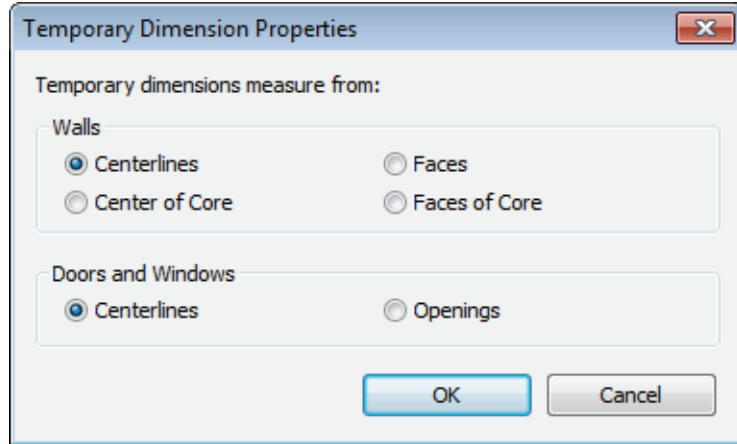 Temporary Dimension Properties
Temporary dimensions measure from:
Walls
Centerlines
Faces
Center of Core
Faces of Core
Doors and Windows
Centerlines
Openings
OK
Cancel